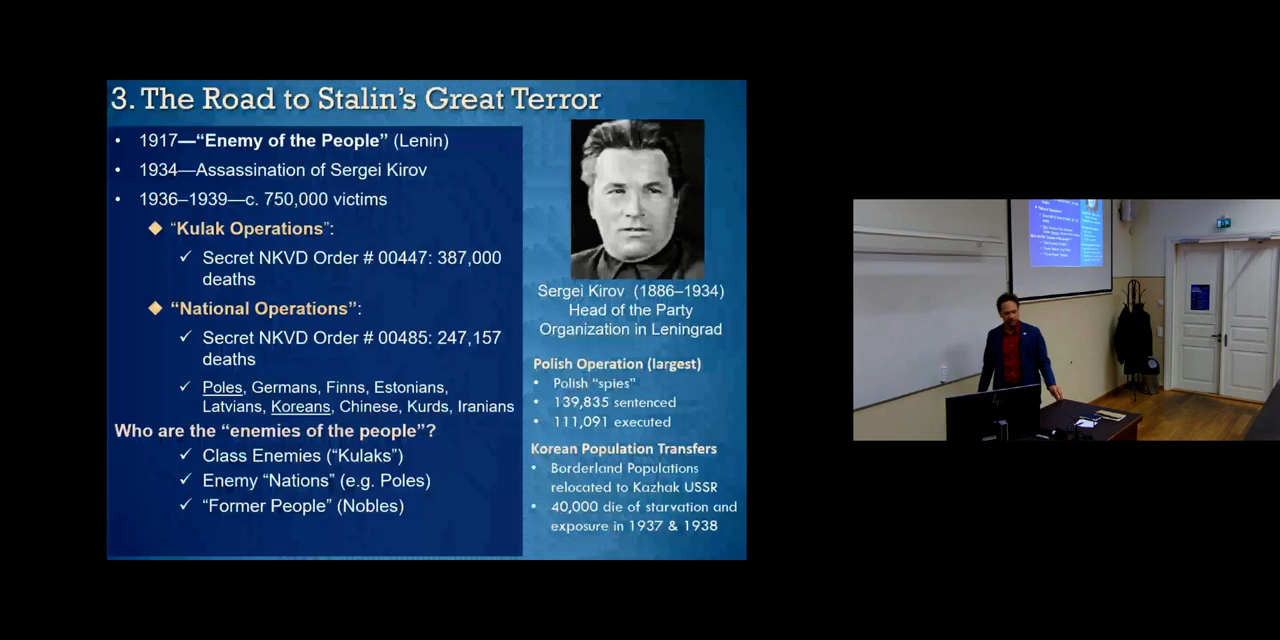 3. The Road to Stalin's Great Terror
• 1917—“Enemy of the People” (Lenin)
• 1934—Assassination of Sergei Kirov
• 1936–1939—c. 750,000 victims
“Kulak Operations”:
✓ Secret NKVD Order # 00447: 387,000
deaths
“National Operations”:
✓ Secret NKVD Order # 00485: 247,157
deaths
✓ Poles, Germans, Finns, Estonians,
Latvians, Koreans, Chinese, Kurds, Iranians
Who are the “enemies of the people”?
✓ Class Enemies (“Kulaks”)
✓ Enemy “Nations” (e.g. Poles)
✓ “Former People” (Nobles)
Sergei Kirov (1886–1934)
Head of the Party
Organization in Leningrad
Polish Operation (largest)
• Polish “spies”
• 139,835 sentenced
• 111,091 executed
Korean Population Transfers
• Borderland Populations
relocated to Kazhak USSR
• 40,000 die of starvation and
exposure in 1937 & 1938